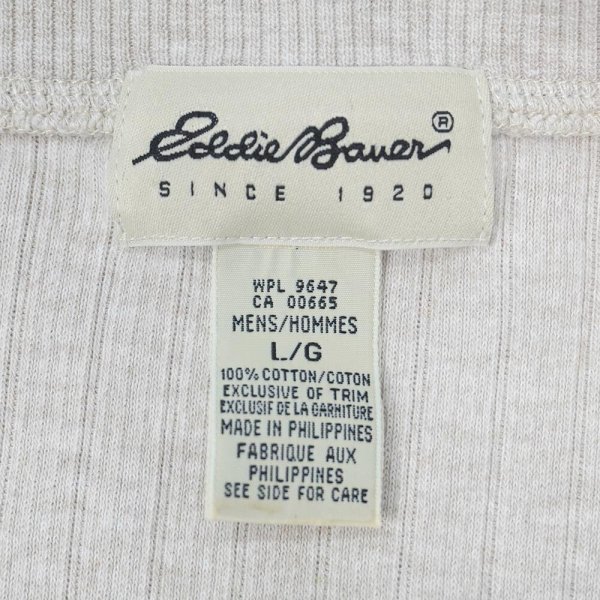 Eddie Bauer®
SINCE 1920
WPL 9647
CA 00665
MENS/HOMMES
L/G
100% COTTON/COTON
EXCLUSIVE OF TRIM
EXCLUSIF DE LA GARNITURE
MADE IN PHILIPPINES
FABRIQUE AUX
PHILIPPINES
SEE SIDE FOR CARE